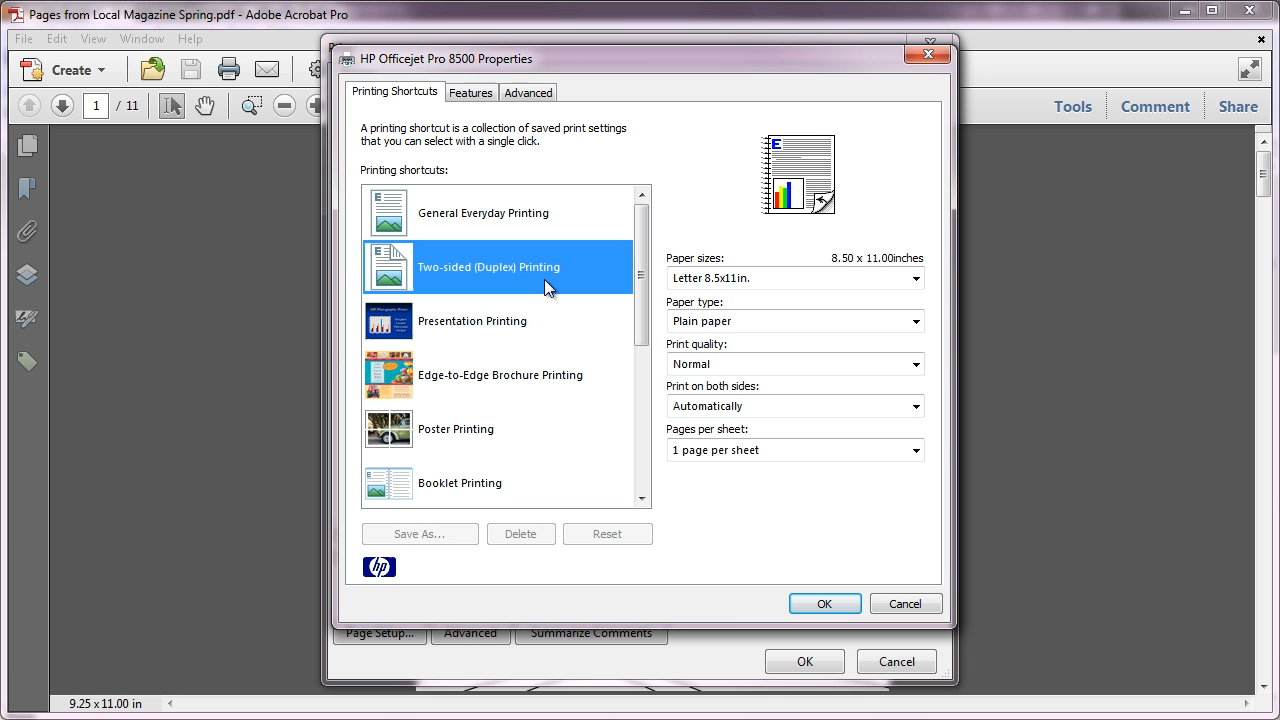 Pages from Local Magazine Spring.pdf - Adobe Acrobat Pro
File Edit View Window Help
Create
1 / 11
Tools Comment Share
HP Officejet Pro 8500 Properties
Printing Shortcuts Features Advanced
A printing shortcut is a collection of saved print settings
that you can select with a single click.
Printing shortcuts:
General Everyday Printing
Two-sided (Duplex) Printing
Presentation Printing
Edge-to-Edge Brochure Printing
Poster Printing
Booklet Printing
Save As... Delete Reset
hp
E
Paper sizes: 8.50 x 11.00inches
Letter 8.5x11in.
Paper type:
Plain paper
Print quality:
Normal
Print on both sides:
Automatically
Pages per sheet:
1 page per sheet
OK Cancel
Page Setup... Advanced Summarize Comments
OK Cancel
9.25 x 11.00 in